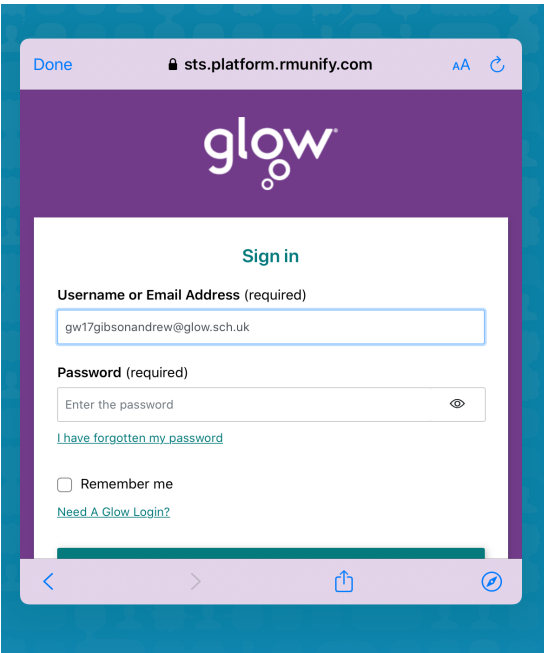 Done
sts.platform.rmunify.com
AA
glow
Sign in
Username or Email Address (required)
gw17gibsonandrew@glow.sch.uk
Password (required)
Enter the password
I have forgotten my password
Remember me
Need A Glow Login?